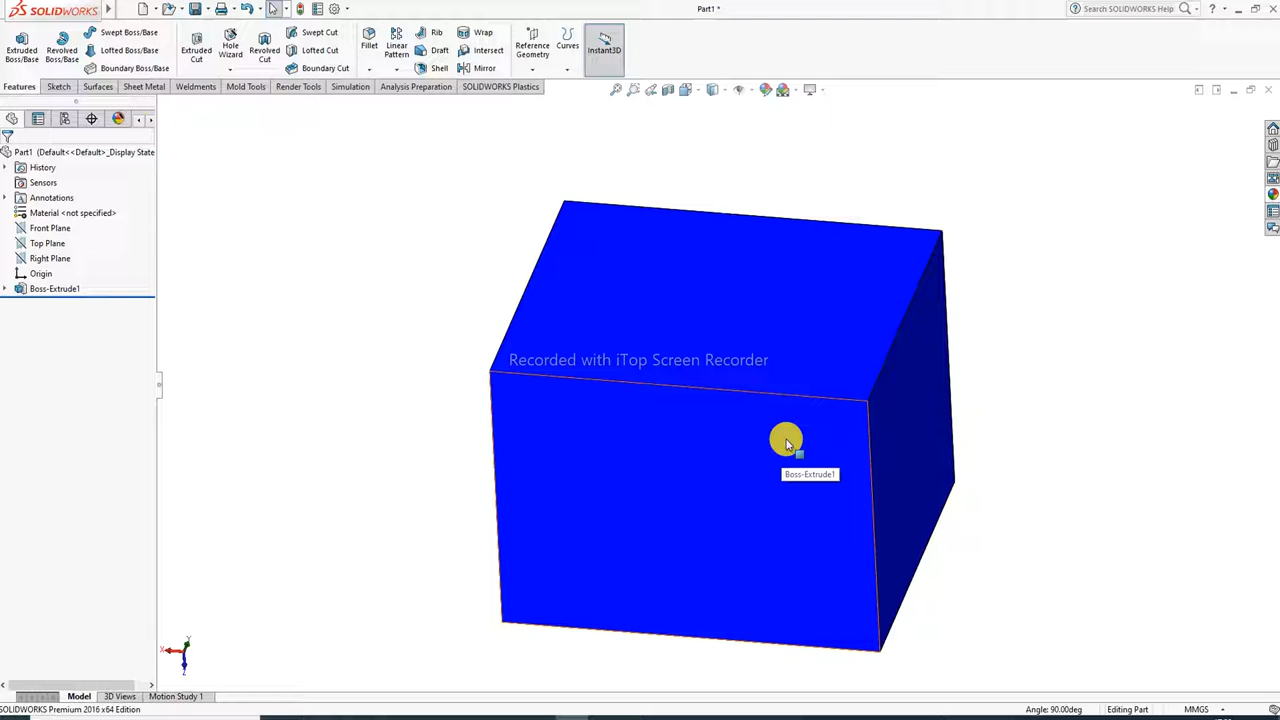 SOLIDWORKS
Part1 *
Search SOLIDWORKS Help
Extruded Boss/Base
Revolved Boss/Base
Swept Boss/Base
Lofted Boss/Base
Boundary Boss/Base
Extruded Cut
Hole Wizard
Revolved Cut
Swept Cut
Lofted Cut
Boundary Cut
Fillet
Linear Pattern
Rib
Draft
Shell
Wrap
Intersect
Mirror
Reference Geometry
Curves
Instant3D
Features Sketch Surfaces Sheet Metal Weldments Mold Tools Render Tools Simulation Analysis Preparation SOLIDWORKS Plastics
Part1 (Default<<Default>_Display State
History
Sensors
Annotations
Material <not specified>
Front Plane
Top Plane
Right Plane
Origin
Boss-Extrude1
Recorded with iTop Screen Recorder
Boss-Extrude1
Y
X
Z
Model 3D Views Motion Study 1
SOLIDWORKS Premium 2016 x64 Edition
Angle: 90.00deg Editing Part MMGS